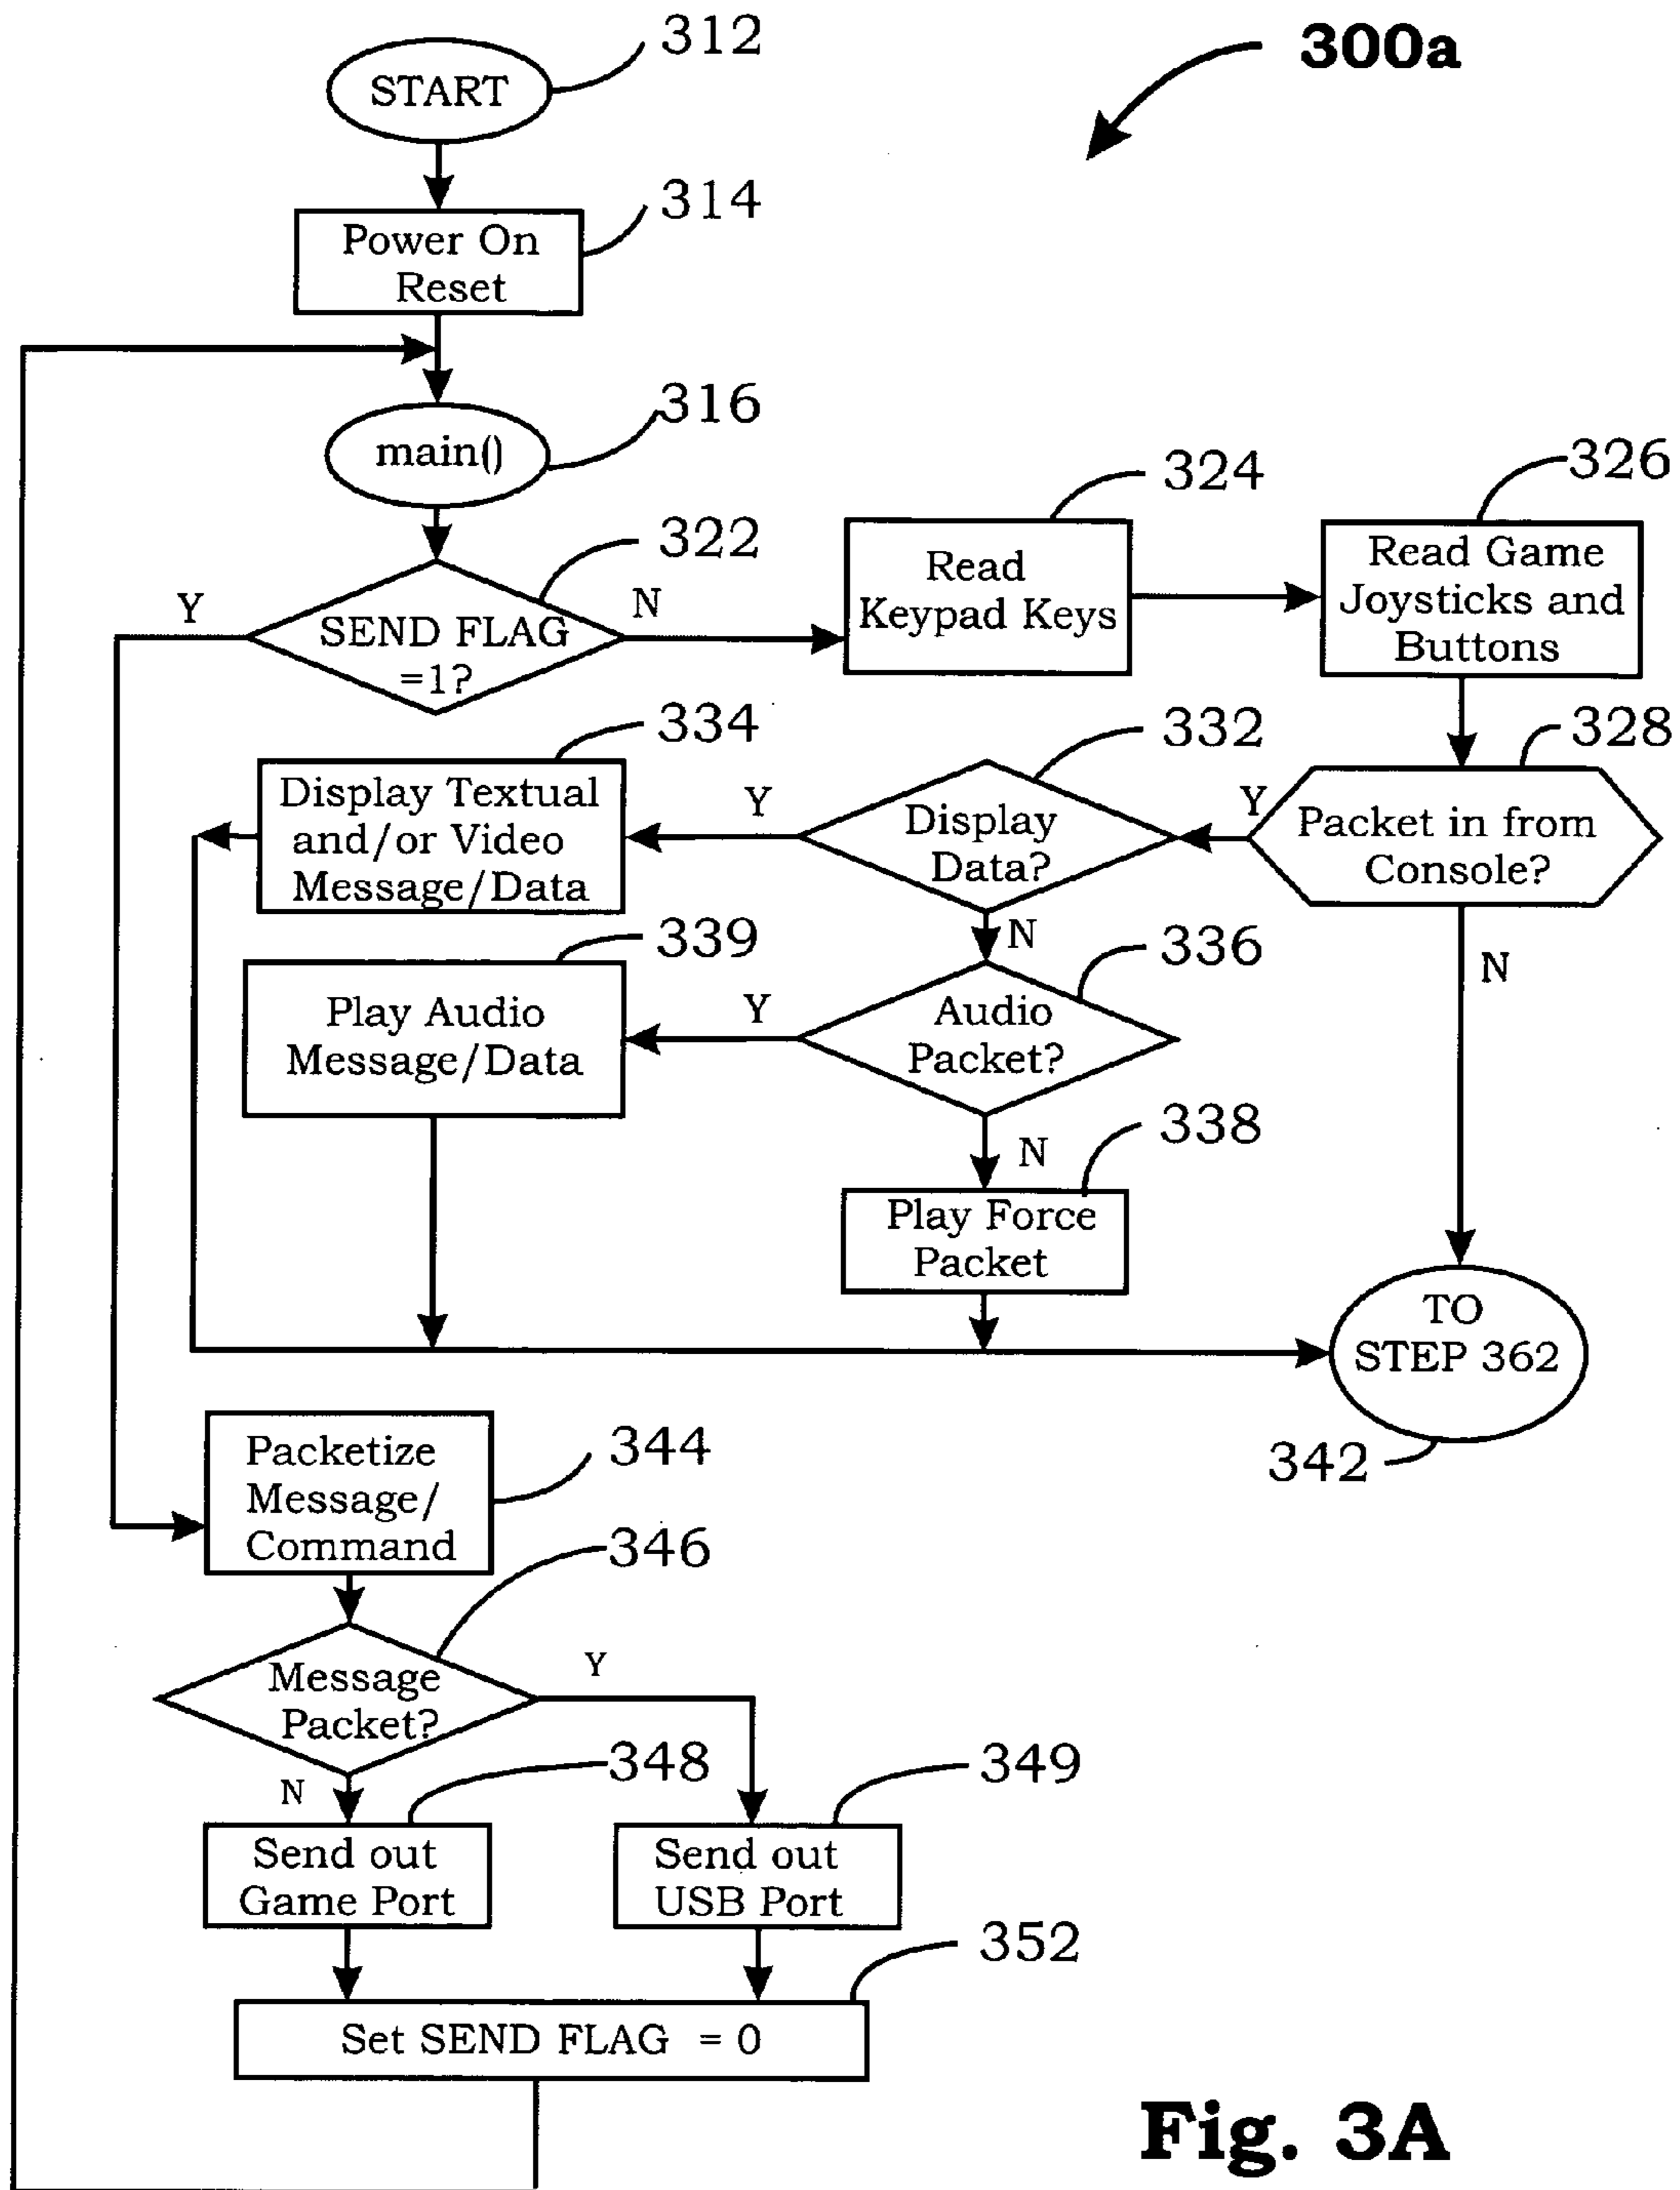 312
300a
START
314
Power On
Reset
316
main()
322
324
326
Y
SEND FLAG
=1?
N
Read
Keypad Keys
Read Game
Joysticks and
Buttons
334
332
328
Display Textual
and/or Video
Message/Data
Y
Display
Data?
Y
Packet in from
Console?
N
N
339
336
Play Audio
Message/Data
Y
Audio
Packet?
N
338
Play Force
Packet
TO
STEP 362
342
Packetize
Message/
Command
344
346
Message
Packet?
Y
N
348
349
Send out
Game Port
Send out
USB Port
352
Set SEND FLAG = 0
Fig. 3A